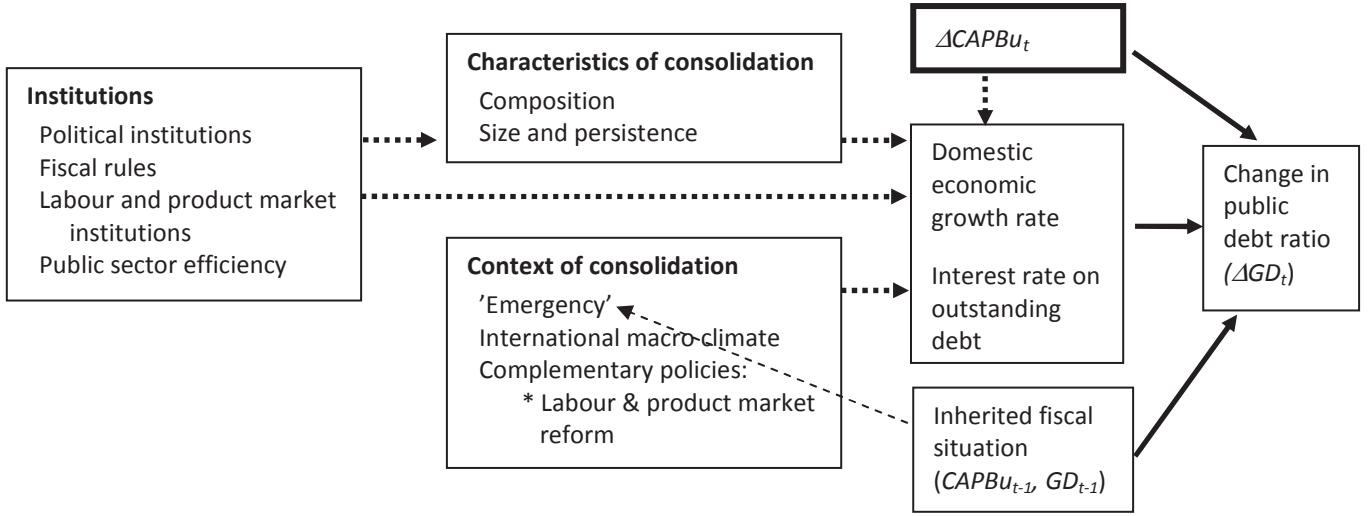 Institutions
Political institutions
Fiscal rules
Labour and product market
institutions
Public sector efficiency
Characteristics of consolidation
Composition
Size and persistence
Context of consolidation
’Emergency’
International macro climate
Complementary policies:
* Labour & product market
reform
ΔCAPBu_t
Domestic
economic
growth rate
Interest rate on
outstanding
debt
Inherited fiscal
situation
(CAPBu_t-1, GD_t-1)
Change in
public
debt ratio
(ΔGD_t)